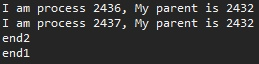 I am process 2436, My parent is 2432
I am process 2437, My parent is 2432
end2
end1